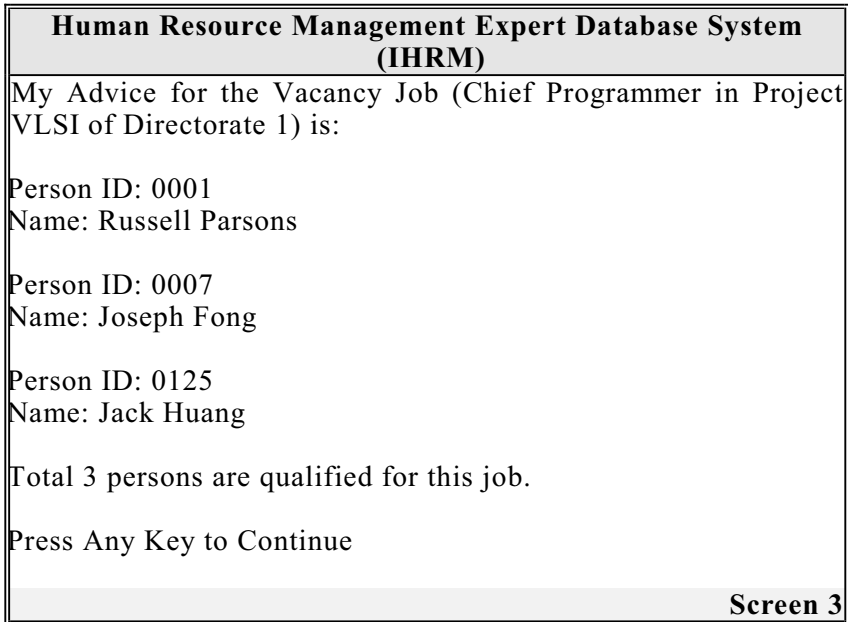 Human Resource Management Expert Database System
(IHRM)
My Advice for the Vacancy Job (Chief Programmer in Project
VLSI of Directorate 1) is:
Person ID: 0001
Name: Russell Parsons
Person ID: 0007
Name: Joseph Fong
Person ID: 0125
Name: Jack Huang
Total 3 persons are qualified for this job.
Press Any Key to Continue
Screen 3